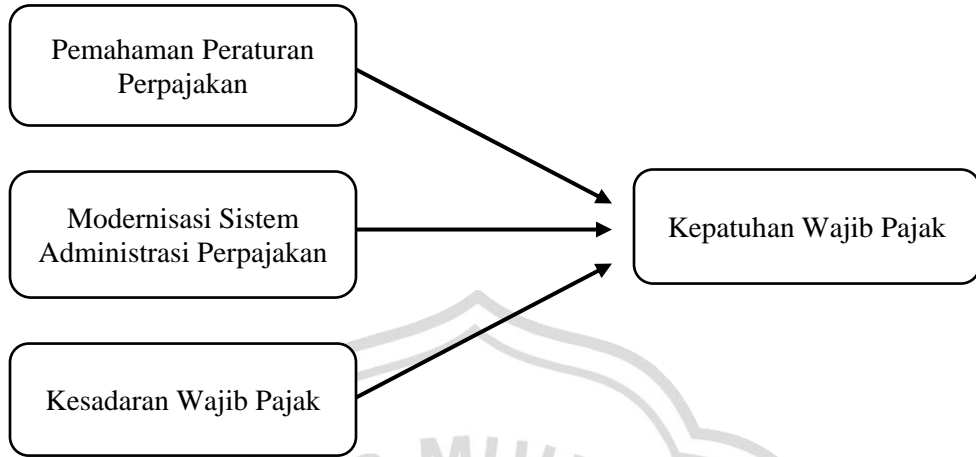 Pemahaman Peraturan
Perpajakan
Modernisasi Sistem
Administrasi Perpajakan
Kepatuhan Wajib Pajak
Kesadaran Wajib Pajak